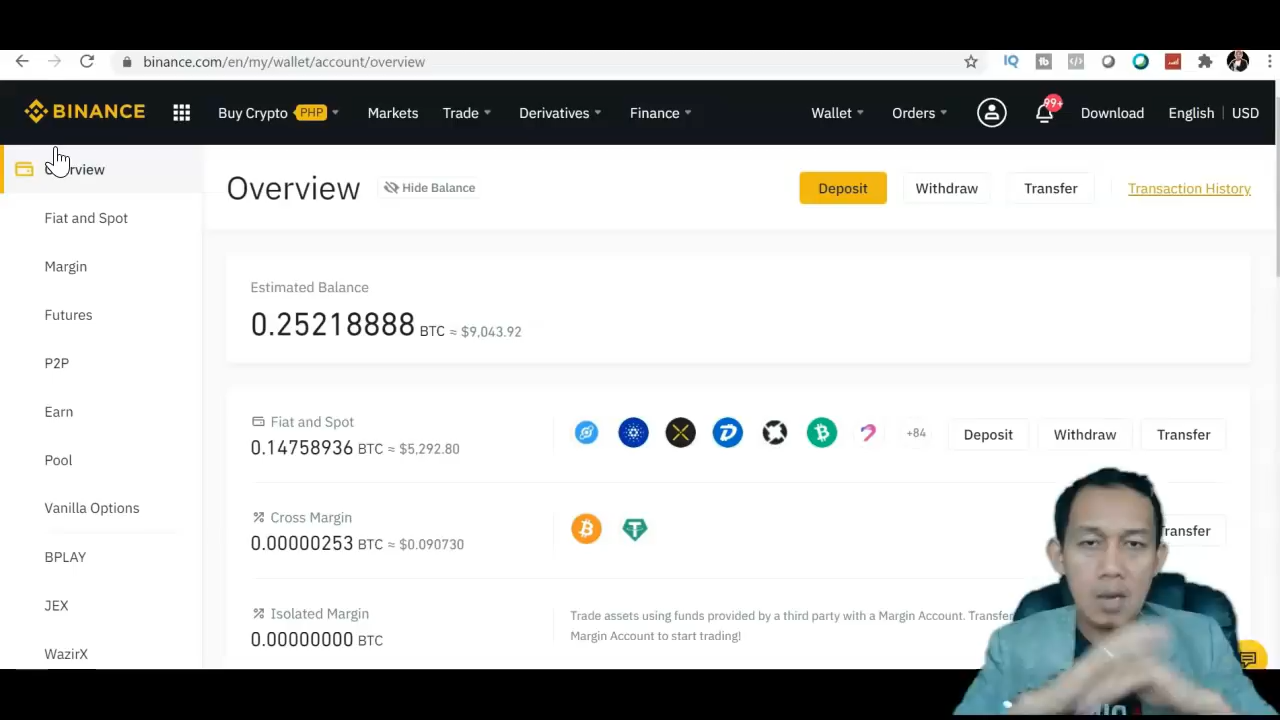 binance.com/en/my/wallet/account/overview
BINANCE
Buy Crypto PHP Markets Trade Derivatives Finance Wallet Orders 99+ Download English | USD
Overview
Fiat and Spot
Margin
Futures
P2P
Earn
Pool
Vanilla Options
BPLAY
JEX
WazirX
Overview Hide Balance Deposit Withdraw Transfer Transaction History
Estimated Balance
0.25218888 BTC ≈ $9,043.92
Fiat and Spot
0.14758936 BTC ≈ $5,292.80
+84 Deposit Withdraw Transfer
Cross Margin
0.00000253 BTC ≈ $0.090730
Transfer
Isolated Margin
0.00000000 BTC
Trade assets using funds provided by a third party with a Margin Account. Transfer
Margin Account to start trading!